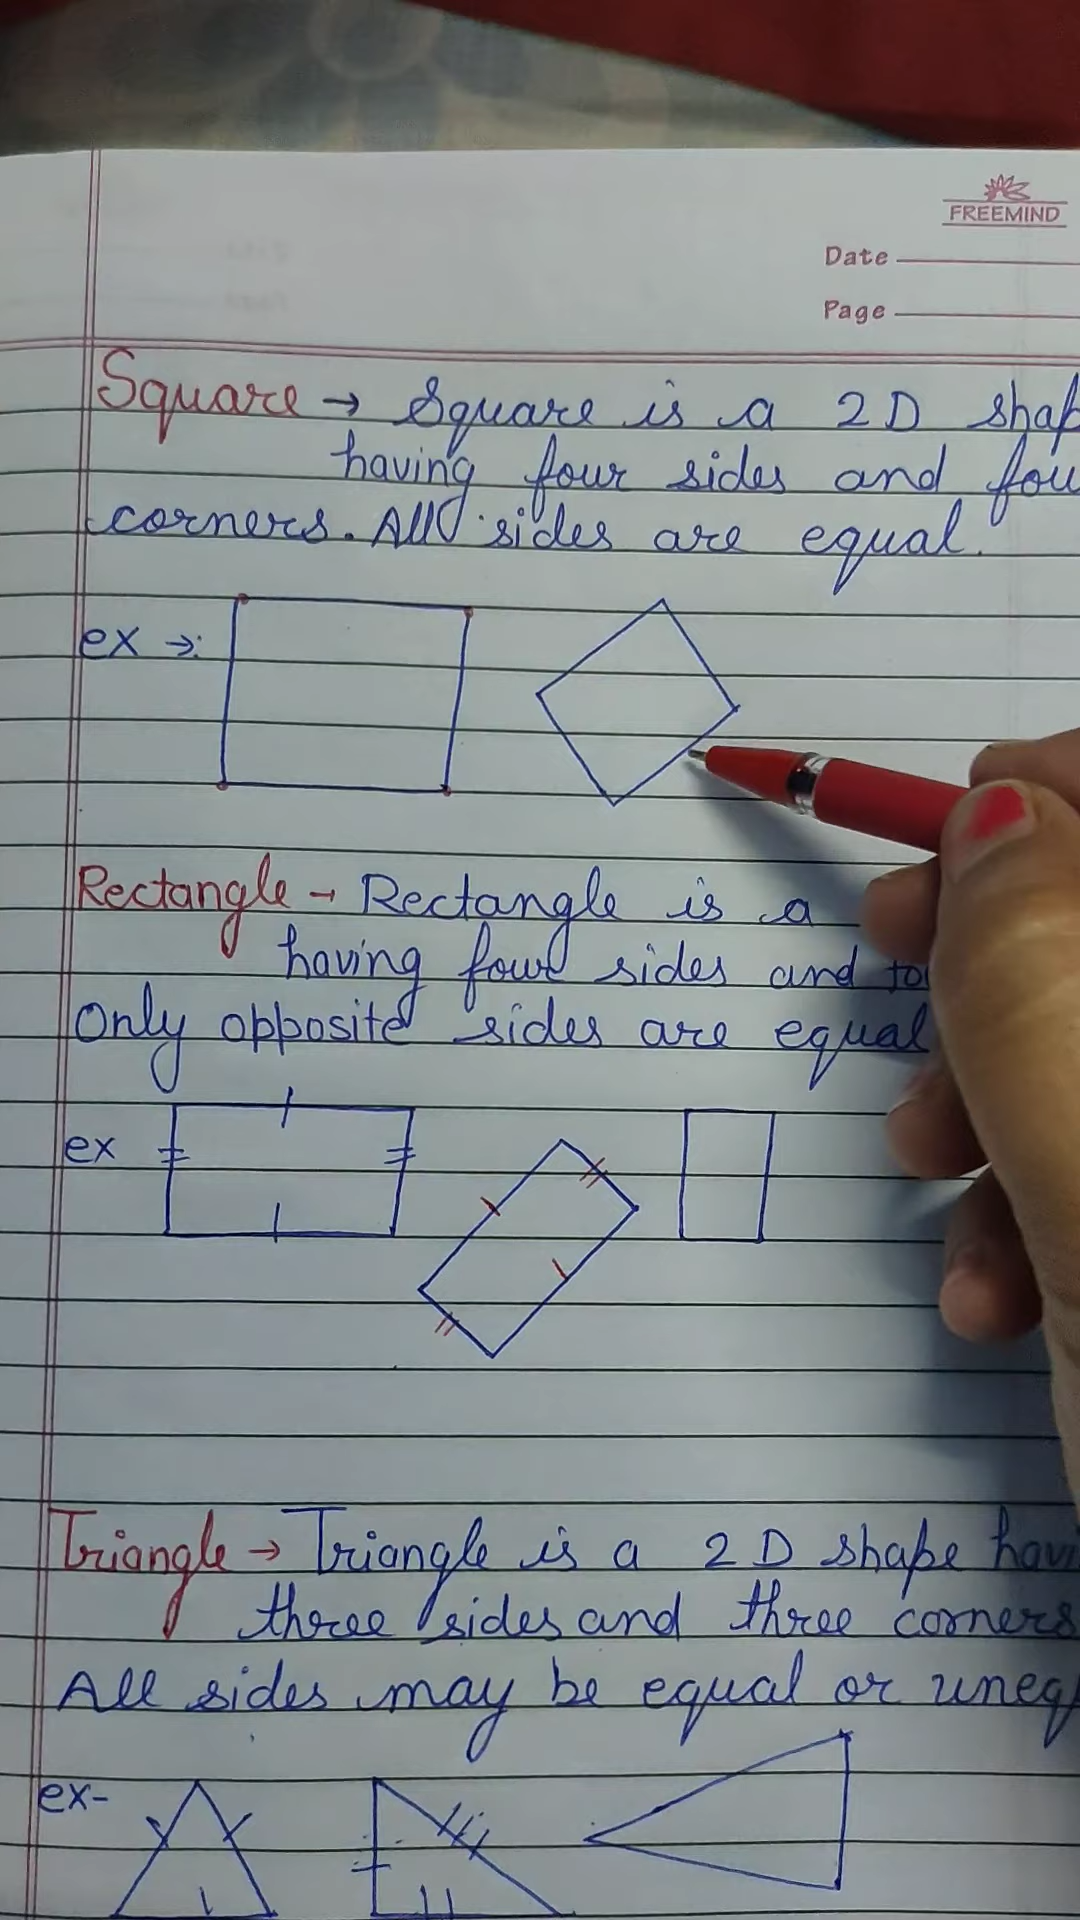 FREEMIND
Date
Page
Square → Square is a 2D shap
having four sides and fou
corners. All sides are equal.
ex →:
Rectangle → Rectangle is a
having four sides and fo
Only opposite sides are equal
ex
Triangle → Triangle is a 2D shape havi
three sides and three corners
All sides may be equal or uneq
ex-